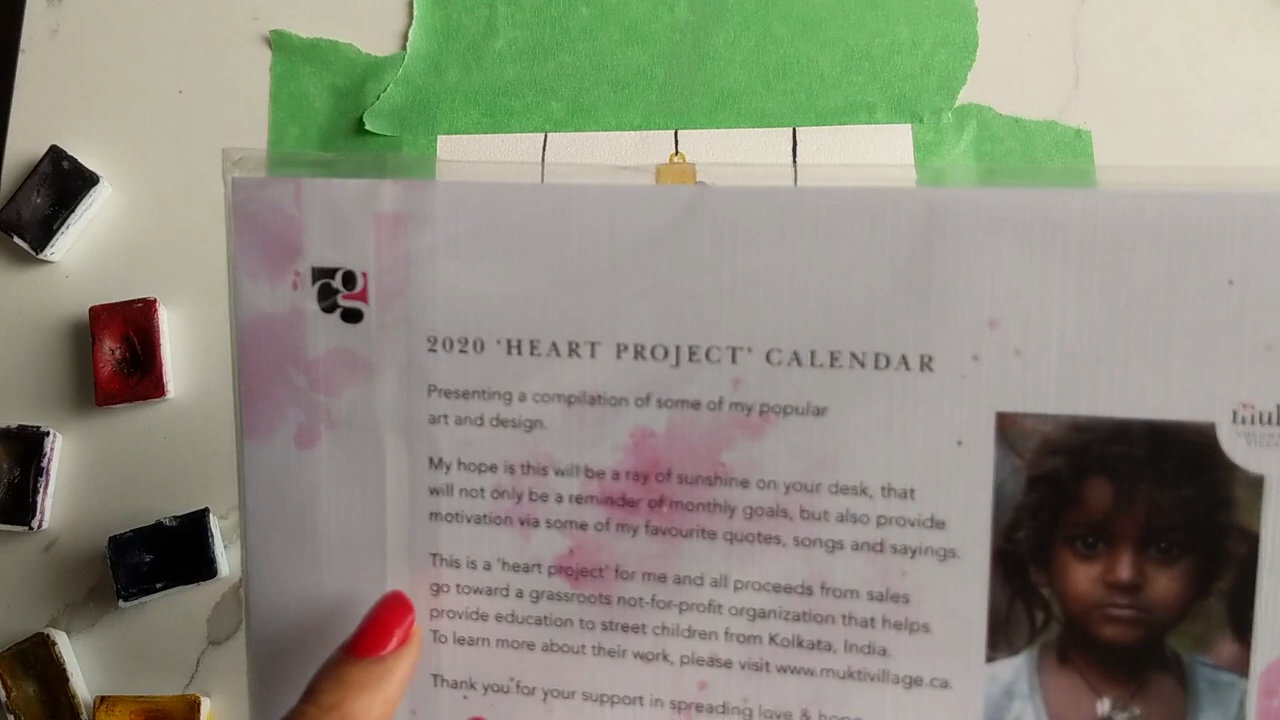 2020 ‘HEART PROJECT’ CALENDAR
Presenting a compilation of some of my popular
art and design.
My hope is this will be a ray of sunshine on your desk, that
will not only be a reminder of monthly goals, but also provide
motivation via some of my favourite quotes, songs and sayings.
This is a ‘heart project’ for me and all proceeds from sales
go toward a grassroots not-for-profit organization that helps
provide education to street children from Kolkata, India.
To learn more about their work, please visit www.muktivillage.ca.
Thank you for your support in spreading love & hope